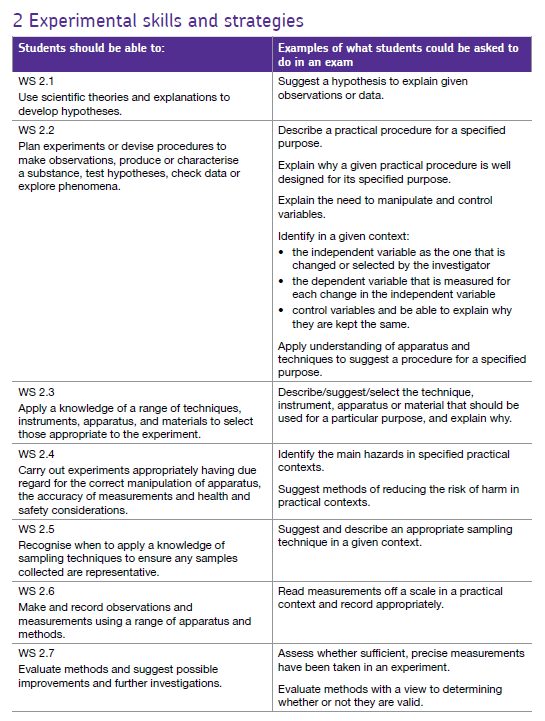 2 Experimental skills and strategies
Students should be able to:
Examples of what students could be asked to
do in an exam
WS 2.1
Use scientific theories and explanations to
develop hypotheses.
Suggest a hypothesis to explain given
observations or data.
WS 2.2
Plan experiments or devise procedures to
make observations, produce or characterise
a substance, test hypotheses, check data or
explore phenomena.
Describe a practical procedure for a specified
purpose.
Explain why a given practical procedure is well
designed for its specified purpose.
Explain the need to manipulate and control
variables.
Identify in a given context:
• the independent variable as the one that is
changed or selected by the investigator
• the dependent variable that is measured for
each change in the independent variable
• control variables and be able to explain why
they are kept the same.
Apply understanding of apparatus and
techniques to suggest a procedure for a specified
purpose.
WS 2.3
Apply a knowledge of a range of techniques,
instruments, apparatus, and materials to select
those appropriate to the experiment.
Describe/suggest/select the technique,
instrument, apparatus or material that should be
used for a particular purpose, and explain why.
WS 2.4
Carry out experiments appropriately having due
regard for the correct manipulation of apparatus,
the accuracy of measurements and health and
safety considerations.
Identify the main hazards in specified practical
contexts.
Suggest methods of reducing the risk of harm in
practical contexts.
WS 2.5
Recognise when to apply a knowledge of
sampling techniques to ensure any samples
collected are representative.
Suggest and describe an appropriate sampling
technique in a given context.
WS 2.6
Make and record observations and
measurements using a range of apparatus and
methods.
Read measurements off a scale in a practical
context and record appropriately.
WS 2.7
Evaluate methods and suggest possible
improvements and further investigations.
Assess whether sufficient, precise measurements
have been taken in an experiment.
Evaluate methods with a view to determining
whether or not they are valid.